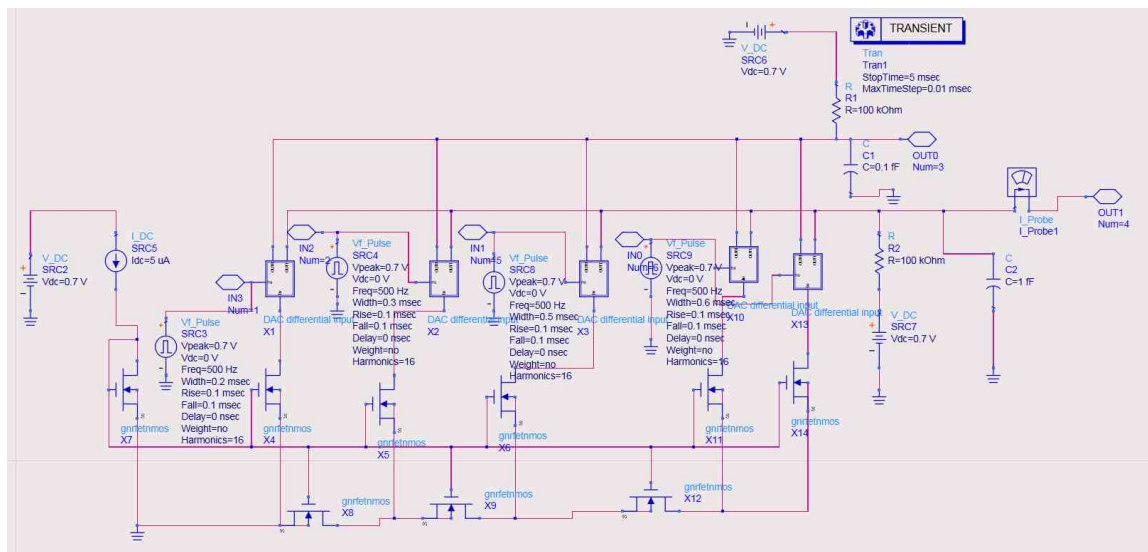 TRANSIENT
Tran
Tran1
StopTime=5 msec
MaxTimeStep=0.01 msec
V_DC
SRC6
Vdc=0.7 V
R
R1
R=100 kOhm
C
C1
C=0.1 fF
OUT0
Num=3
I_Probe
I_Probe1
OUT1
Num=4
V_DC
SRC2
Vdc=0.7 V
I_DC
SRC5
Idc=5 uA
IN3
Num=1
Vf_Pulse
SRC3
Vpeak=0.7 V
Vdc=0 V
Freq=500 Hz
Width=0.2 msec
Rise=0.1 msec
Fall=0.1 msec
Delay=0 nsec
Weight=no
Harmonics=16
DAC differential input
X1
IN2
Num=2
Vf_Pulse
SRC4
Vpeak=0.7 V
Vdc=0 V
Freq=500 Hz
Width=0.3 msec
Rise=0.1 msec
Fall=0.1 msec
Delay=0 nsec
Weight=no
Harmonics=16
DAC differential input
X2
IN1
Num=5
Vf_Pulse
SRC8
Vpeak=0.7 V
Vdc=0 V
Freq=500 Hz
Width=0.5 msec
Rise=0.1 msec
Fall=0.1 msec
Delay=0 nsec
Weight=no
Harmonics=16
DAC differential input
X3
IN0
Num=6
Vf_Pulse
SRC9
Vpeak=0.7 V
Vdc=0 V
Freq=500 Hz
Width=0.6 msec
Rise=0.1 msec
Fall=0.1 msec
Delay=0 nsec
Weight=no
Harmonics=16
DAC differential input
X10
X13
R
R2
R=100 kOhm
V_DC
SRC7
Vdc=0.7 V
C
C2
C=1 fF
gnrfetnmos
X7
gnrfetnmos
X4
gnrfetnmos
X5
gnrfetnmos
X6
gnrfetnmos
X11
gnrfetnmos
X14
gnrfetnmos
X8
gnrfetnmos
X9
gnrfetnmos
X12